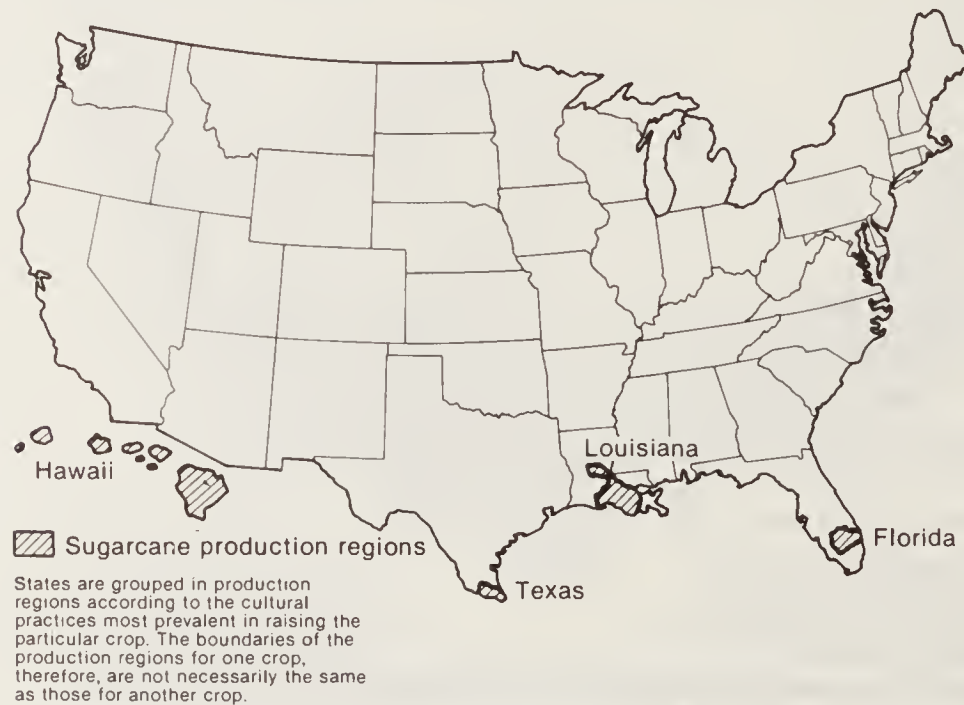 Louisiana
Hawaii
Florida
Sugarcane production regions
Texas
States are grouped in production
regions according to the cultural
practices most prevalent in raising the
particular crop. The boundaries of the
production regions for one crop,
therefore, are not necessarily the same
as those for another crop.